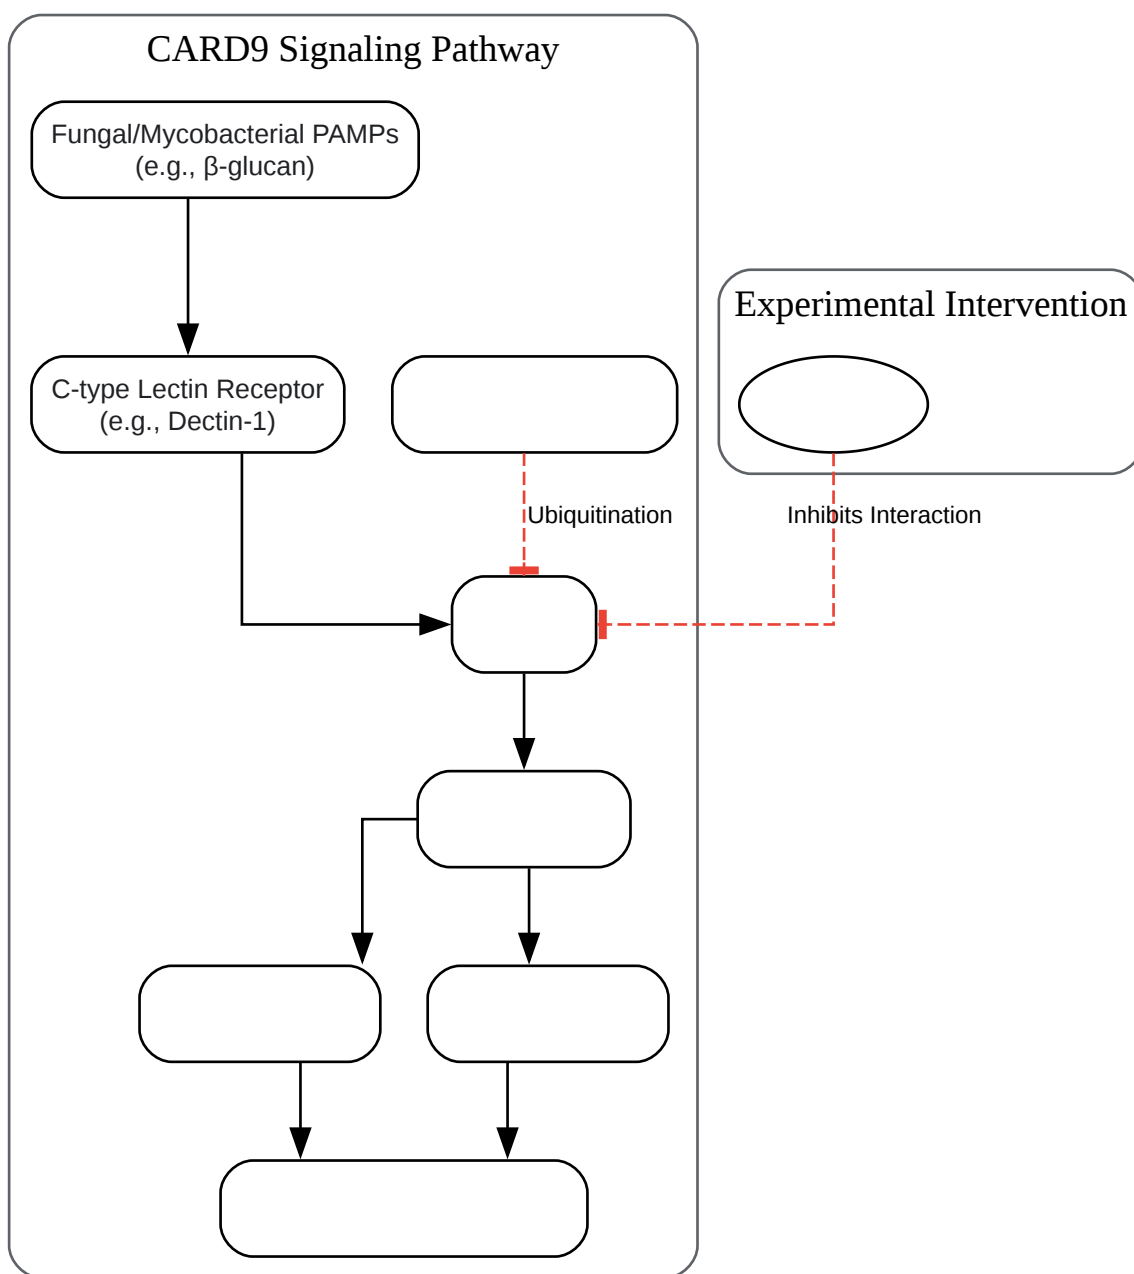 CARD9 Signaling Pathway
Fungal/Mycobacterial PAMPs
(e.g., β-glucan)
Experimental Intervention
C-type Lectin Receptor
(e.g., Dectin-1)
Ubiquitination
Inhibits Interaction